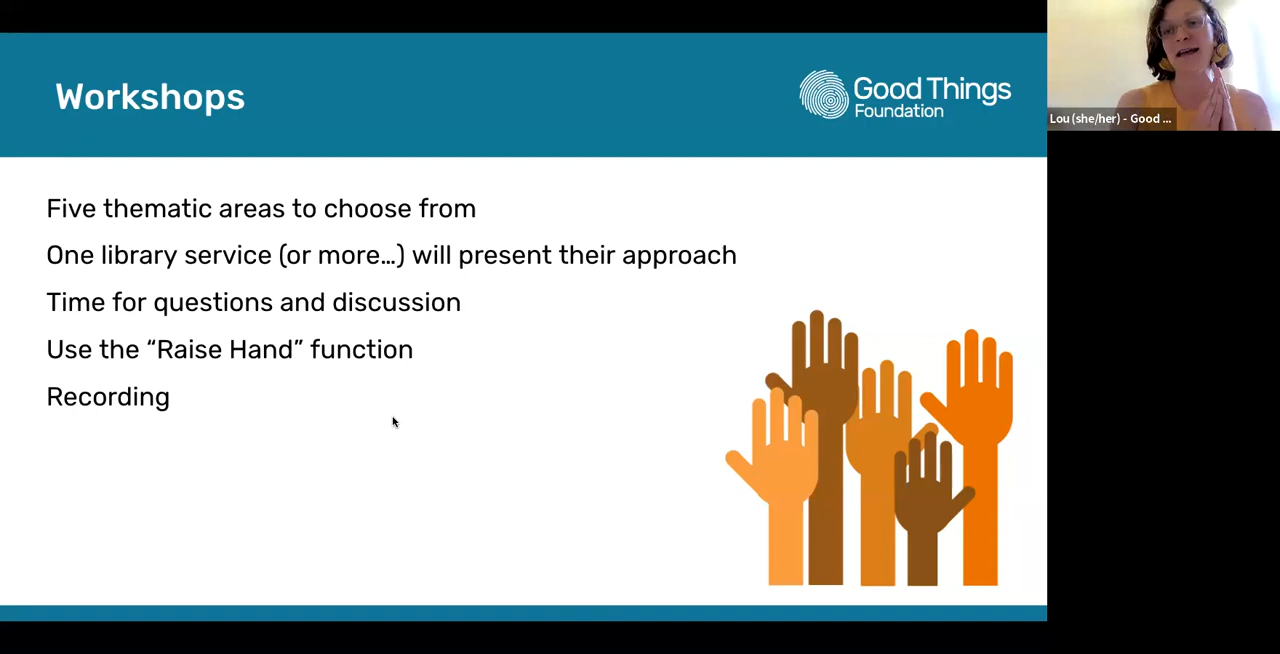 Workshops
Good Things
Foundation
Lou (she/her) - Good ...
Five thematic areas to choose from
One library service (or more…) will present their approach
Time for questions and discussion
Use the “Raise Hand” function
Recording